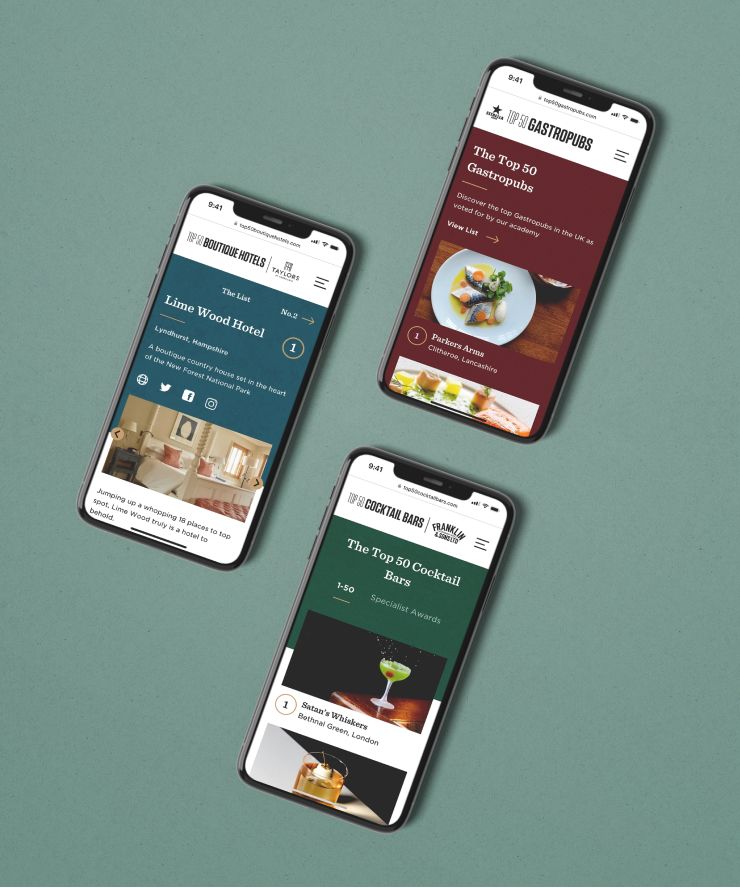 9:41
top50gastropubs.com
TOP 50 GASTROPUBS
The Top 50
Gastropubs
Discover the top Gastropubs in the UK as
voted for by our academy
View List
1
Parkers Arms
Clitheroe, Lancashire
9:41
top50boutiquehotels.com
TOP 50 BOUTIQUE HOTELS
TAYLORS
The List
No.2
Lime Wood Hotel
1
Lyndhurst, Hampshire
A boutique country house set in the heart
of the New Forest National Park
Jumping up a whopping 18 places to top
spot, Lime Wood truly is a hotel to
behold.
9:41
top50cocktailbars.com
TOP 50 COCKTAIL BARS
FRANKLIN
& SONS LTD
The Top 50 Cocktail
Bars
1-50
Specialist Awards
1
Satan's Whiskers
Bethnal Green, London